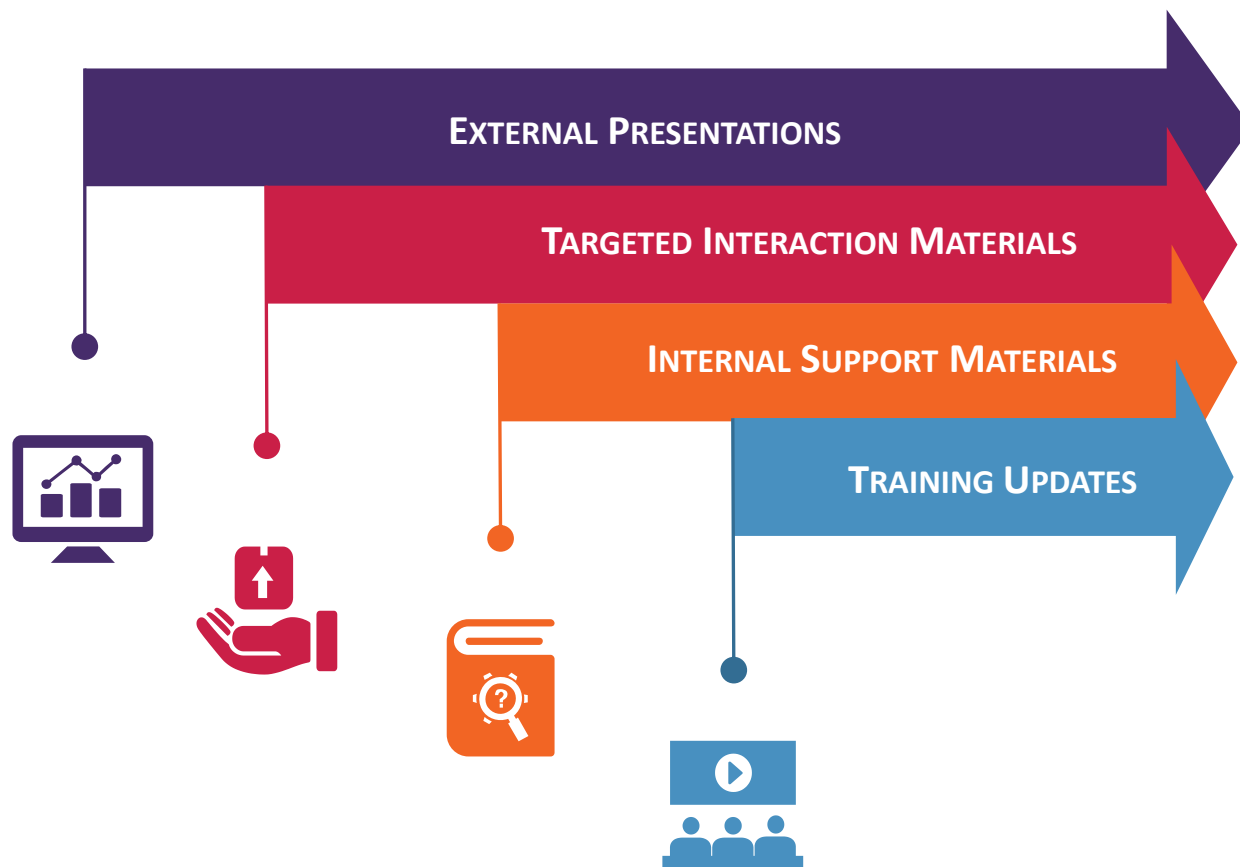 EXTERNAL PRESENTATIONS
TARGETED INTERACTION MATERIALS
INTERNAL SUPPORT MATERIALS
?
TRAINING UPDATES